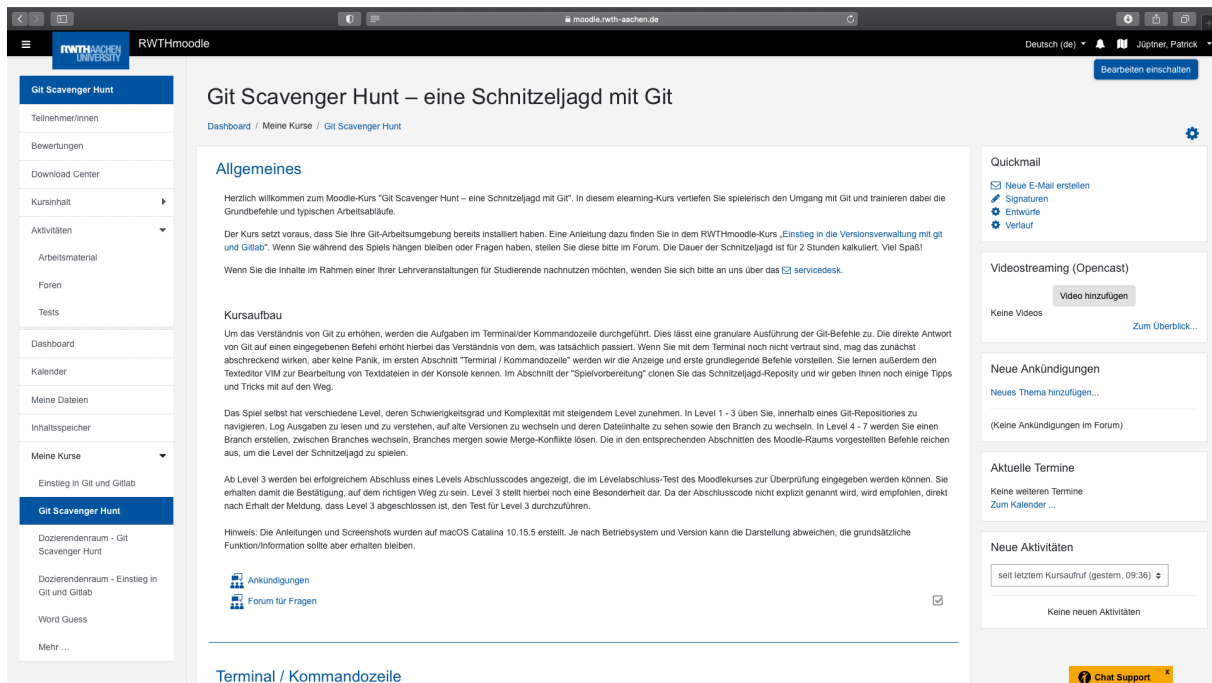 moodle.rwth-aachen.de
RWTHAACHEN
UNIVERSITY
RWTHmoodle
Deutsch (de)
Jüptner, Patrick
Bearbeiten einschalten
Git Scavenger Hunt
Teilnehmer/innen
Bewertungen
Download Center
Kursinhalt
Aktivitäten
Arbeitsmaterial
Foren
Tests
Dashboard
Kalender
Meine Dateien
Inhaltsspeicher
Meine Kurse
Einstieg in Git und Gitlab
Git Scavenger Hunt
Dozierendenraum - Git
Scavenger Hunt
Dozierendenraum - Einstieg in
Git und Gitlab
Word Guess
Mehr …
Git Scavenger Hunt – eine Schnitzeljagd mit Git
Dashboard / Meine Kurse / Git Scavenger Hunt
Allgemeines
Herzlich willkommen zum Moodle-Kurs "Git Scavenger Hunt – eine Schnitzeljagd mit Git". In diesem elearning-Kurs vertiefen Sie spielerisch den Umgang mit Git und trainieren dabei die
Grundbefehle und typischen Arbeitsabläufe.
Der Kurs setzt voraus, dass Sie Ihre Git-Arbeitsumgebung bereits installiert haben. Eine Anleitung dazu finden Sie in dem RWTHmoodle-Kurs „Einstieg in die Versionsverwaltung mit git
und Gitlab". Wenn Sie während des Spiels hängen bleiben oder Fragen haben, stellen Sie diese bitte im Forum. Die Dauer der Schnitzeljagd ist für 2 Stunden kalkuliert. Viel Spaß!
Wenn Sie die Inhalte im Rahmen einer Ihrer Lehrveranstaltungen für Studierende nachnutzen möchten, wenden Sie sich bitte an uns über das servicedesk.
Kursaufbau
Um das Verständnis von Git zu erhöhen, werden die Aufgaben im Terminal/der Kommandozeile durchgeführt. Dies lässt eine granulare Ausführung der Git-Befehle zu. Die direkte Antwort
von Git auf einen eingegebenen Befehl erhöht hierbei das Verständnis von dem, was tatsächlich passiert. Wenn Sie mit dem Terminal noch nicht vertraut sind, mag das zunächst
abschreckend wirken, aber keine Panik, im ersten Abschnitt "Terminal / Kommandozeile" werden wir die Anzeige und erste grundlegende Befehle vorstellen. Sie lernen außerdem den
Texteditor VIM zur Bearbeitung von Textdateien in der Konsole kennen. Im Abschnitt der "Spielvorbereitung" clonen Sie das Schnitzeljagd-Reposity und wir geben Ihnen noch einige Tipps
und Tricks mit auf den Weg.
Das Spiel selbst hat verschiedene Level, deren Schwierigkeitsgrad und Komplexität mit steigendem Level zunehmen. In Level 1 - 3 üben Sie, innerhalb eines Git-Repositiories zu
navigieren, Log Ausgaben zu lesen und zu verstehen, auf alte Versionen zu wechseln und deren Dateiinhalte zu sehen sowie den Branch zu wechseln. In Level 4 - 7 werden Sie einen
Branch erstellen, zwischen Branches wechseln, Branches mergen sowie Merge-Konflikte lösen. Die in den entsprechenden Abschnitten des Moodle-Raums vorgestellten Befehle reichen
aus, um die Level der Schnitzeljagd zu spielen.
Ab Level 3 werden bei erfolgreichem Abschluss eines Levels Abschlusscodes angezeigt, die im Levelabschluss-Test des Moodlekurses zur Überprüfung eingegeben werden können. Sie
erhalten damit die Bestätigung, auf dem richtigen Weg zu sein. Level 3 stellt hierbei noch eine Besonderheit dar. Da der Abschlusscode nicht explizit genannt wird, wird empfohlen, direkt
nach Erhalt der Meldung, dass Level 3 abgeschlossen ist, den Test für Level 3 durchzuführen.
Hinweis: Die Anleitungen und Screenshots wurden auf macOS Catalina 10.15.5 erstellt. Je nach Betriebsystem und Version kann die Darstellung abweichen, die grundsätzliche
Funktion/Information sollte aber erhalten bleiben.
Ankündigungen
Forum für Fragen
Terminal / Kommandozeile
Quickmail
Neue E-Mail erstellen
Signaturen
Entwürfe
Verlauf
Videostreaming (Opencast)
Video hinzufügen
Keine Videos
Zum Überblick...
Neue Ankündigungen
Neues Thema hinzufügen...
(Keine Ankündigungen im Forum)
Aktuelle Termine
Keine weiteren Termine
Zum Kalender ...
Neue Aktivitäten
seit letztem Kursaufruf (gestern, 09:36)
Keine neuen Aktivitäten
Chat Support
x